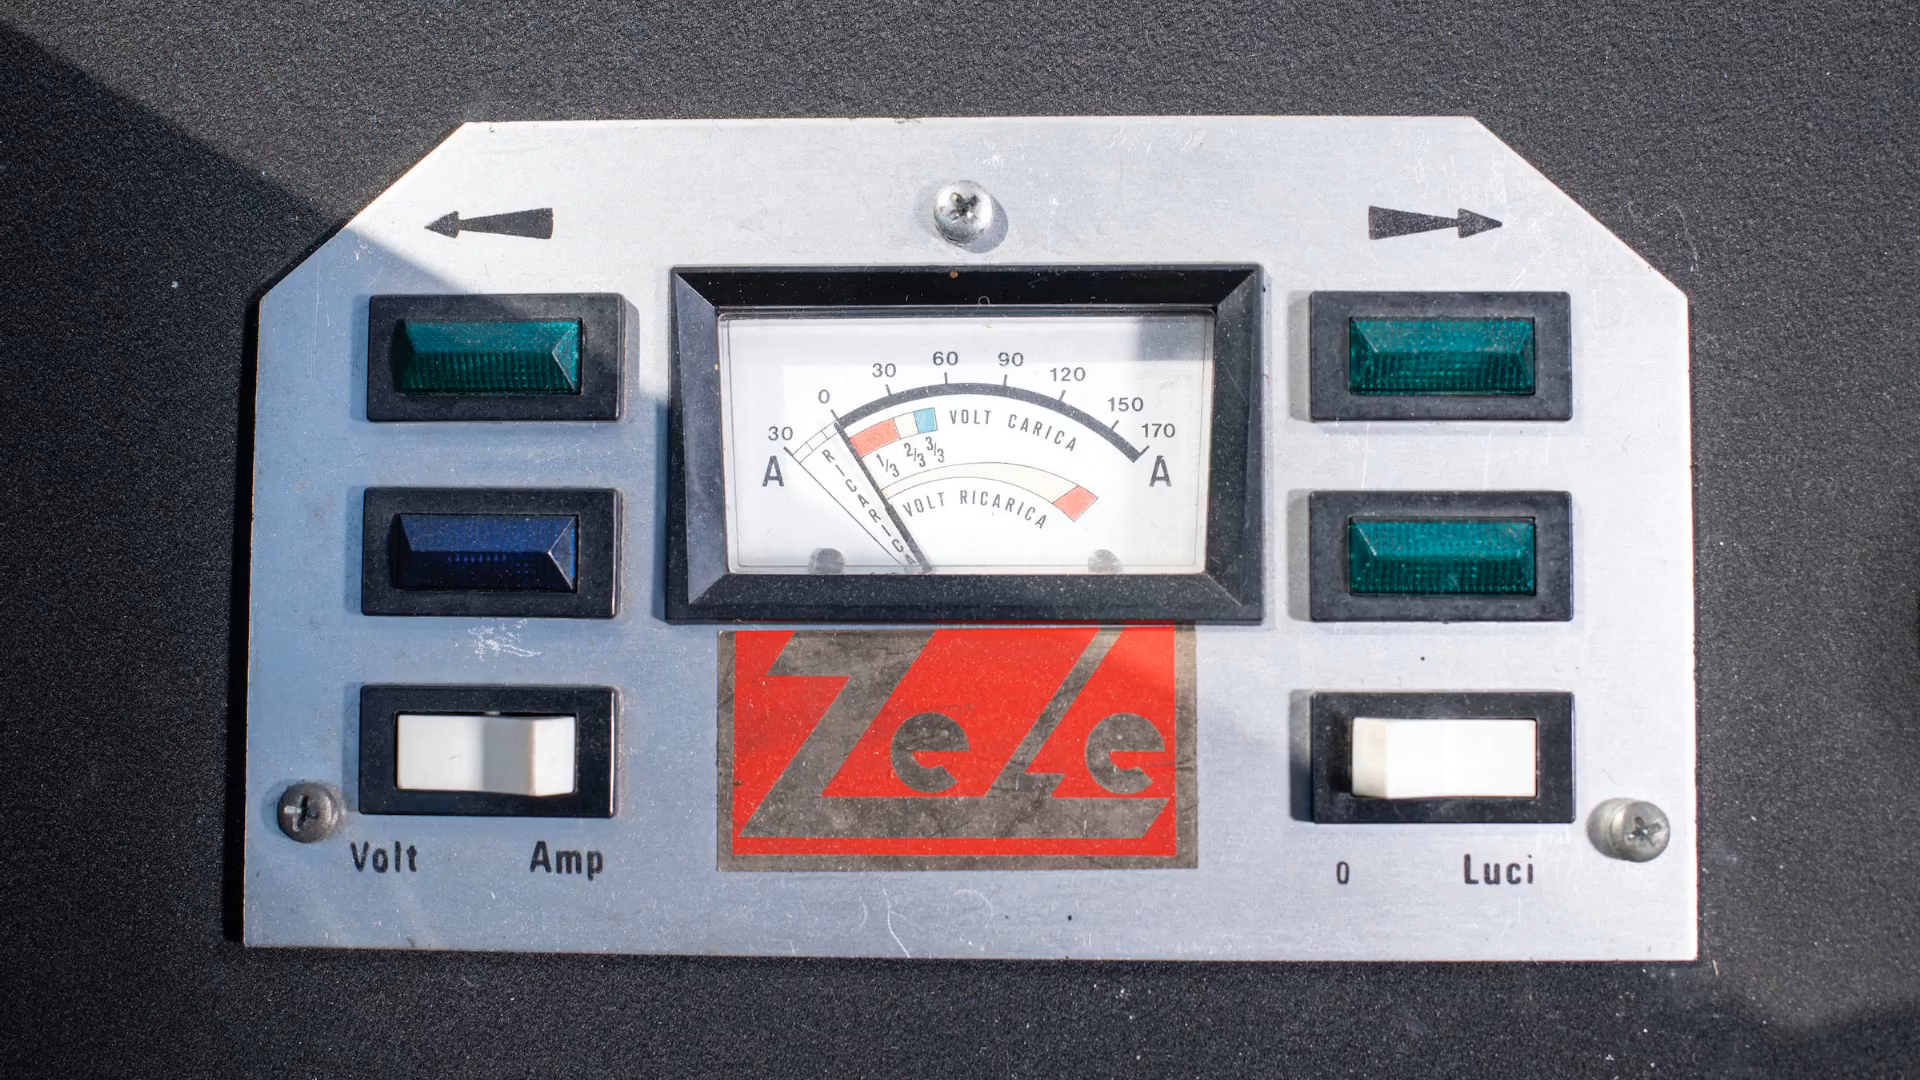 30 0 30 60 90 120 150 170
A A
VOLT CARICA
1/3 2/3 3/3
RICARICA
VOLT RICARICA
ZeLe
Volt Amp
0 Luci